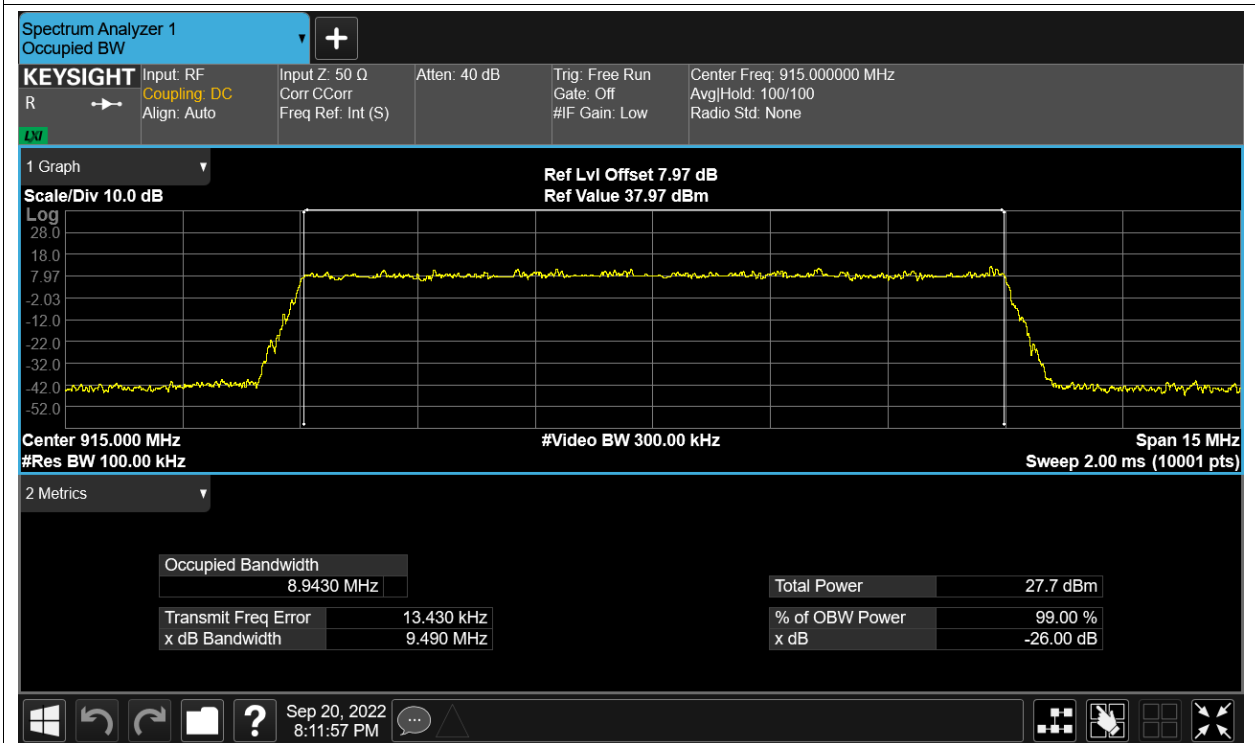 Spectrum Analyzer 1
Occupied BW
KEYSIGHT
R
LXI
Input: RF
Coupling: DC
Align: Auto
Input Z: 50 Ω
Corr CCorr
Freq Ref: Int (S)
Atten: 40 dB
Trig: Free Run
Gate: Off
#IF Gain: Low
Center Freq: 915.000000 MHz
Avg|Hold: 100/100
Radio Std: None
1 Graph
Scale/Div 10.0 dB
Ref Lvl Offset 7.97 dB
Ref Value 37.97 dBm
Log
28.0
18.0
7.97
-2.03
-12.0
-22.0
-32.0
-42.0
-52.0
Center 915.000 MHz
#Video BW 300.00 kHz
Span 15 MHz
#Res BW 100.00 kHz
Sweep 2.00 ms (10001 pts)
2 Metrics
Occupied Bandwidth
8.9430 MHz
Total Power 27.7 dBm
Transmit Freq Error 13.430 kHz
% of OBW Power 99.00 %
x dB Bandwidth 9.490 MHz
x dB -26.00 dB
?
Sep 20, 2022
8:11:57 PM